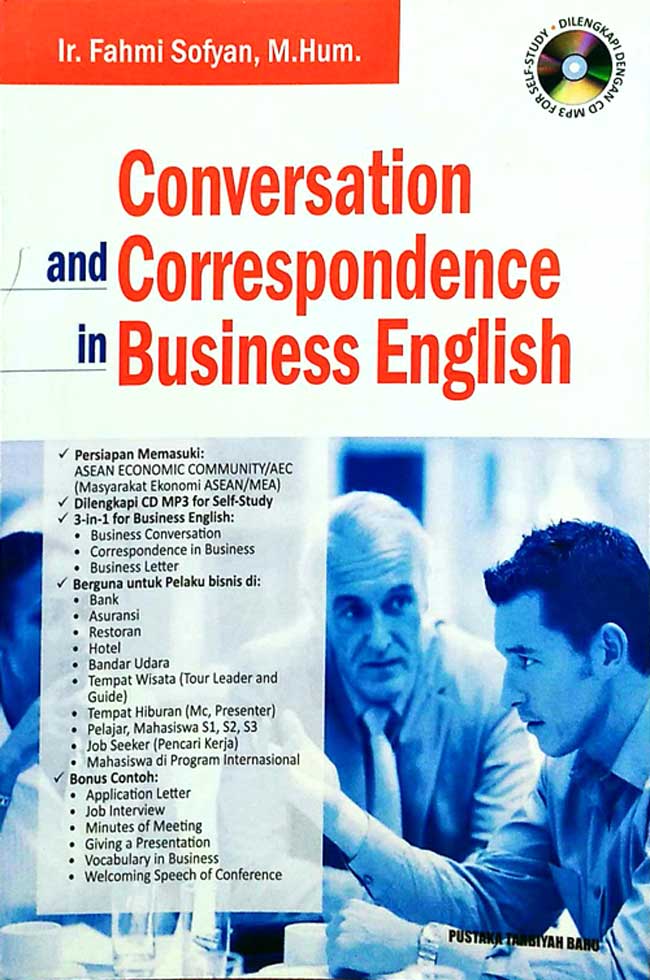 Ir. Fahmi Sofyan, M.Hum.
DILENGKAPI DENGAN CD MP3 FOR SELF-STUDY •
Conversation
and Correspondence
in Business English
✓ Persiapan Memasuki:
ASEAN ECONOMIC COMMUNITY/AEC
(Masyarakat Ekonomi ASEAN/MEA)
✓ Dilengkapi CD MP3 for Self-Study
✓ 3-in-1 for Business English:
• Business Conversation
• Correspondence in Business
• Business Letter
✓ Berguna untuk Pelaku bisnis di:
• Bank
• Asuransi
• Restoran
• Hotel
• Bandar Udara
• Tempat Wisata (Tour Leader and
Guide)
• Tempat Hiburan (Mc, Presenter)
• Pelajar, Mahasiswa S1, S2, S3
• Job Seeker (Pencari Kerja)
• Mahasiswa di Program Internasional
✓ Bonus Contoh:
• Application Letter
• Job Interview
• Minutes of Meeting
• Giving a Presentation
• Vocabulary in Business
• Welcoming Speech of Conference
PUSTAKA TARBIYAH BARU